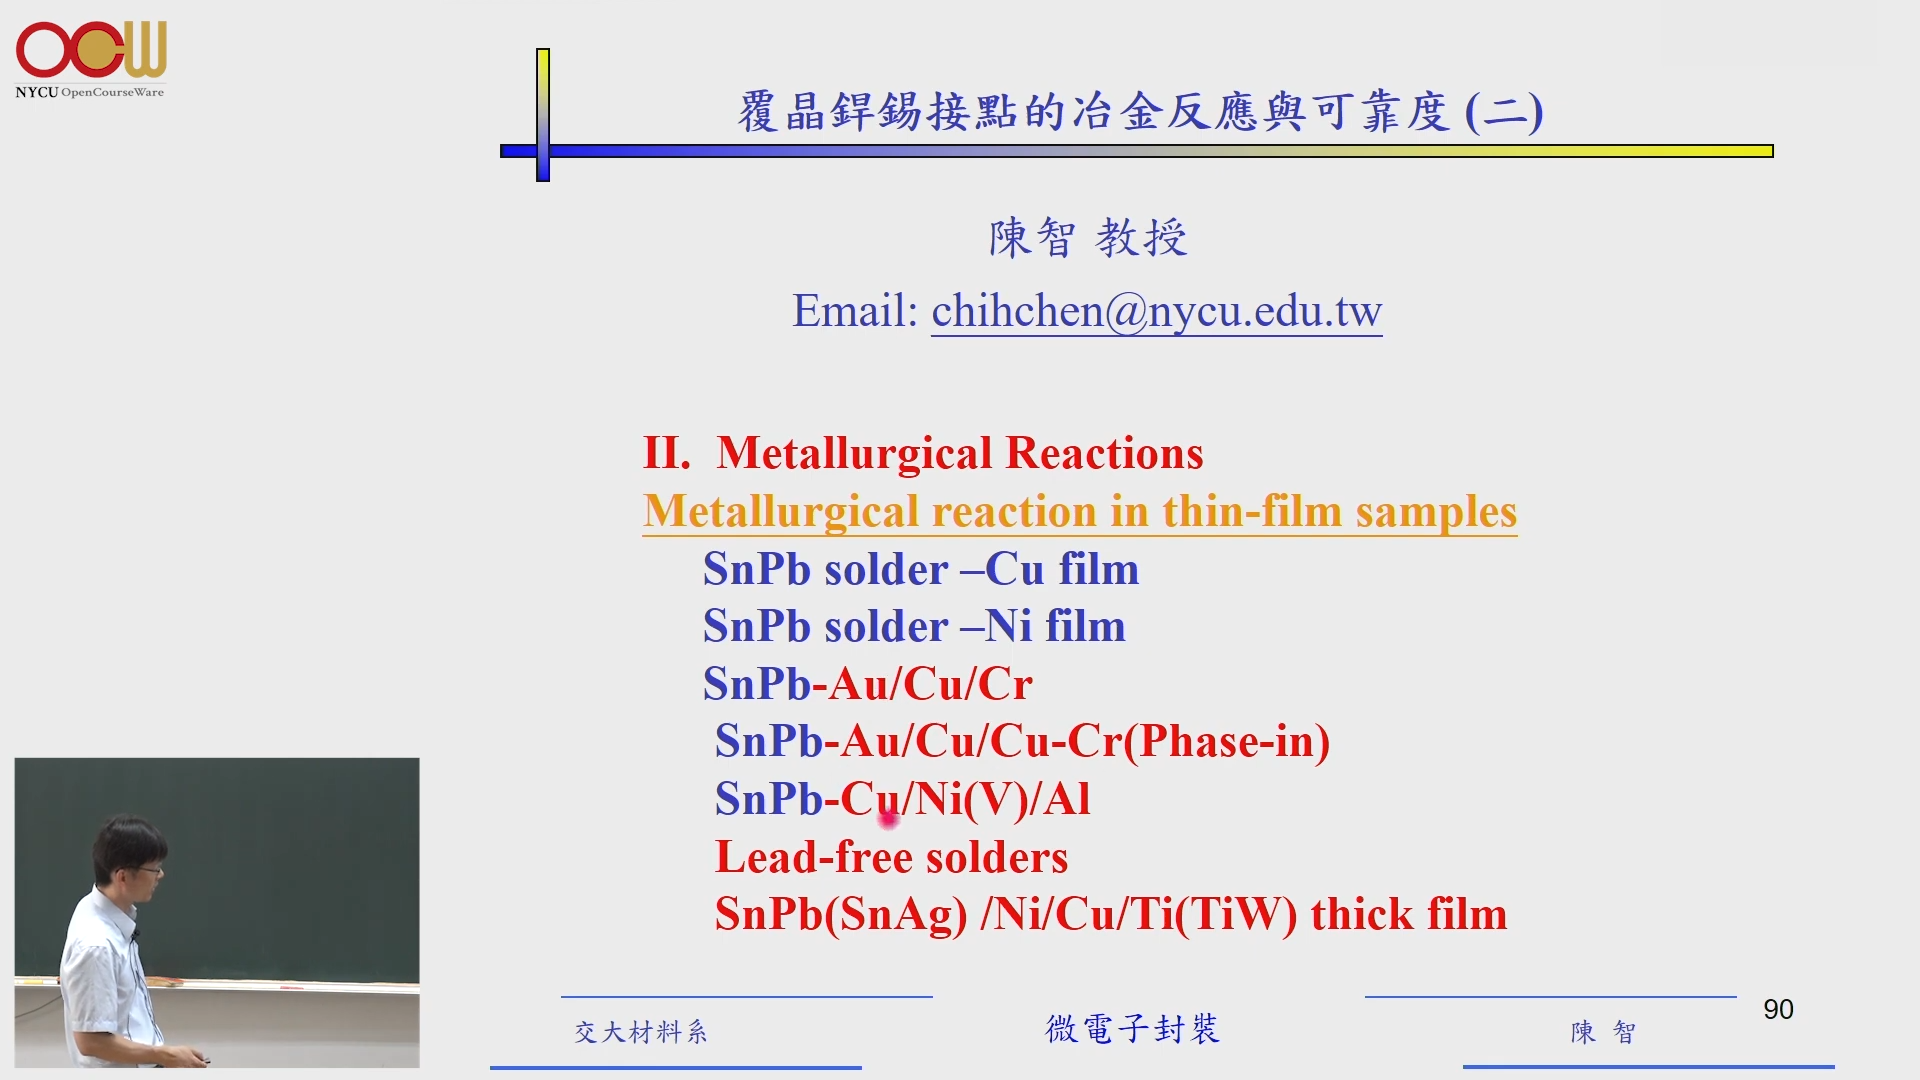 OCW
NYCU OpenCourseWare
覆晶銲錫接點的冶金反應與可靠度 (二)
陳智 教授
Email: chihchen@nycu.edu.tw
II. Metallurgical Reactions
Metallurgical reaction in thin-film samples
SnPb solder –Cu film
SnPb solder –Ni film
SnPb-Au/Cu/Cr
SnPb-Au/Cu/Cu-Cr(Phase-in)
SnPb-Cu/Ni(V)/Al
Lead-free solders
SnPb(SnAg) /Ni/Cu/Ti(TiW) thick film
交大材料系
微電子封裝
陳 智
90